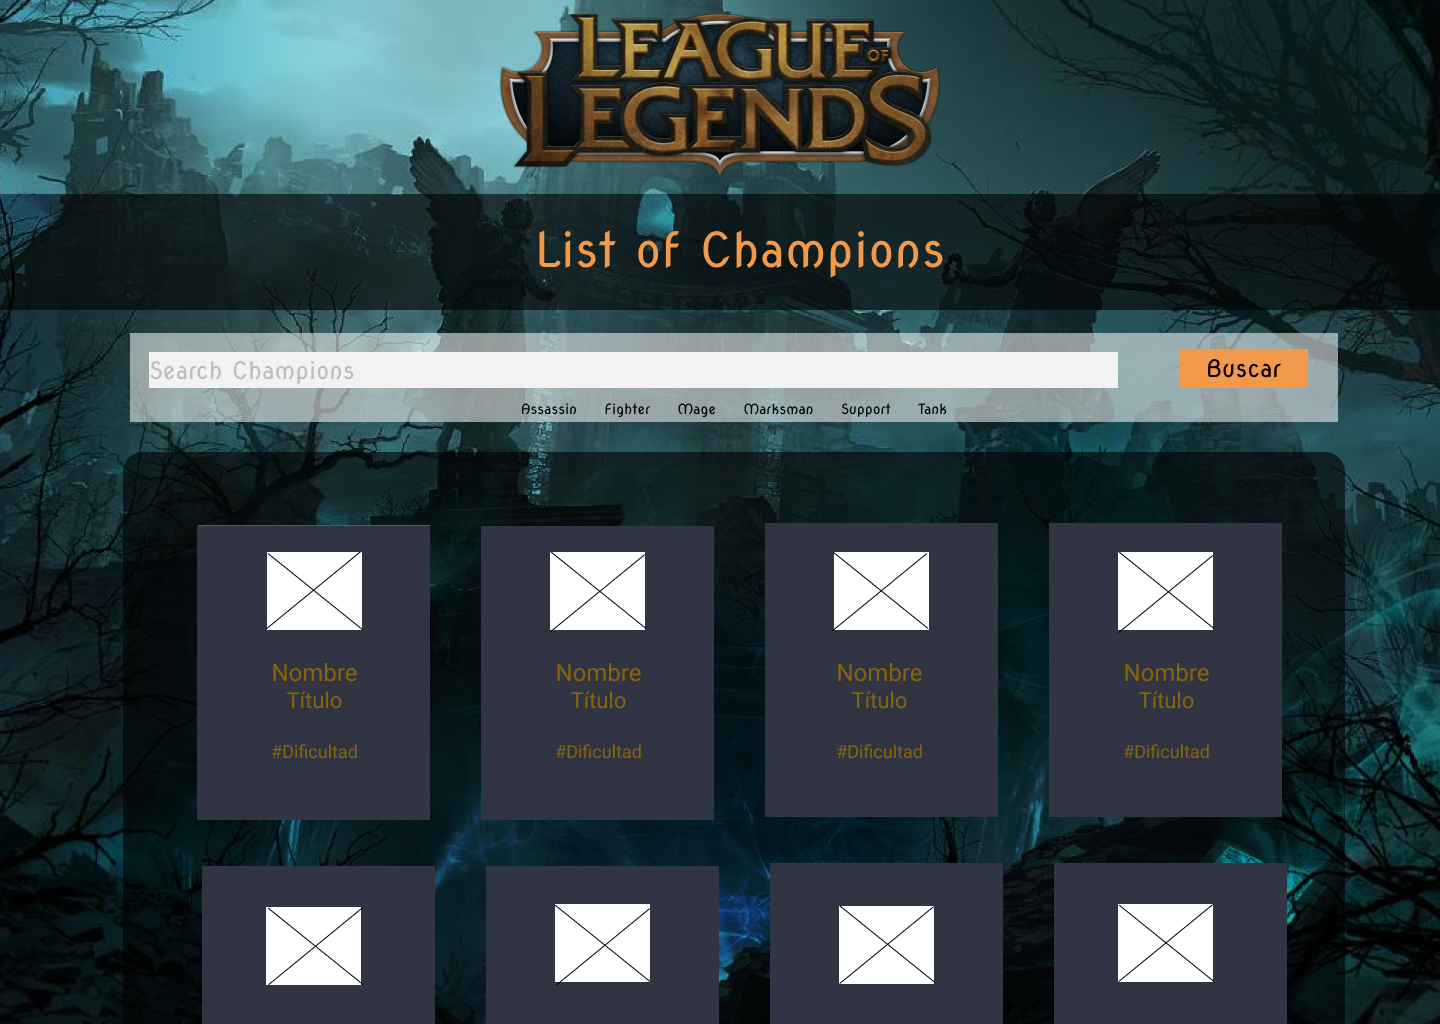 LEAGUE OF
LEGENDS
List of Champions
Search Champions
Buscar
Assassin Fighter Mage Marksman Support Tank
Nombre Nombre Nombre Nombre
Título Título Título Título
#Dificultad #Dificultad #Dificultad #Dificultad